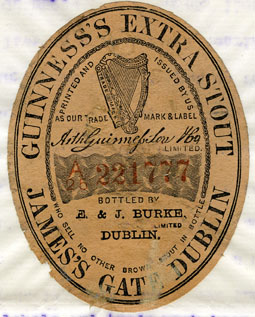 GUINNESS'S EXTRA STOUT
PRINTED AND ISSUED BY US
AS OUR TRADE MARK & LABEL
Arth Guinness Son & Co
LIMITED.
A/A 221777
BOTTLED BY
E. & J. BURKE,
LIMITED
DUBLIN.
WHO SELL NO OTHER BROWN STOUT IN BOTTLE
JAMES'S GATE DUBLIN